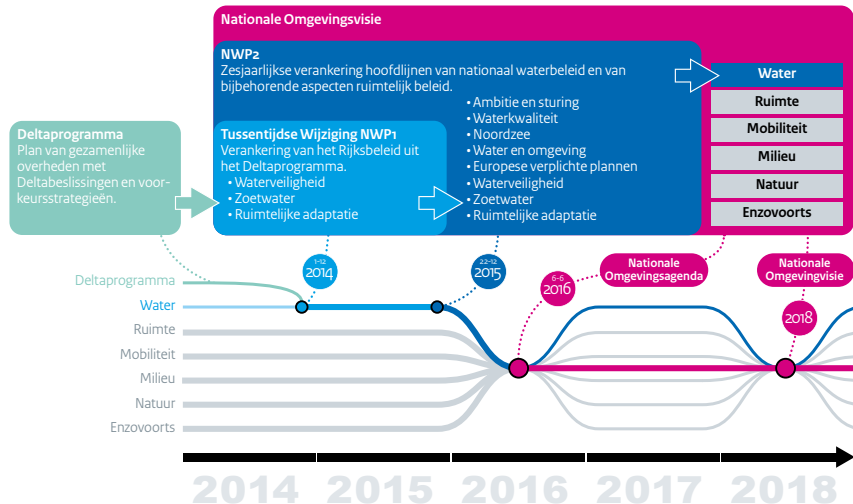 Nationale Omgevingsvisie
NWP2
Zesjaarlijkse verankering hoofdlijnen van nationaal waterbeleid en van
bijbehorende aspecten ruimtelijk beleid.
• Ambitie en sturing
• Waterkwaliteit
• Noordzee
• Water en omgeving
• Europese verplichte plannen
• Waterveiligheid
• Zoetwater
• Ruimtelijke adaptatie
Water
Ruimte
Mobiliteit
Milieu
Natuur
Enzovoorts
Deltaprogramma
Plan van gezamenlijke
overheden met
Deltabeslissingen en voor-
keursstrategieën.
Tussentijdse Wijziging NWP1
Verankering van het Rijksbeleid uit
het Deltaprogramma.
• Waterveiligheid
• Zoetwater
• Ruimtelijke adaptatie
1-12
2014
22-12
2015
6-6
2016
Nationale
Omgevingsagenda
Nationale
Omgevingvisie
2018
Deltaprogramma
Water
Ruimte
Mobiliteit
Milieu
Natuur
Enzovoorts
2014
2015
2016
2017
2018